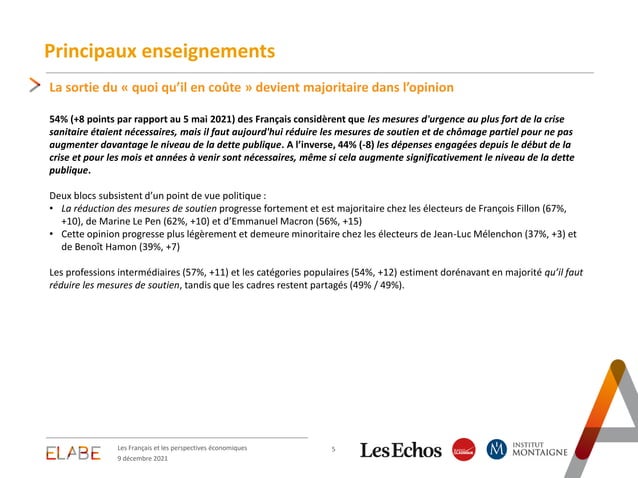 Principaux enseignements
La sortie du « quoi qu'il en coûte » devient majoritaire dans l'opinion
54% (+8 points par rapport au 5 mai 2021) des Français considèrent que les mesures d'urgence au plus fort de la crise
sanitaire étaient nécessaires, mais il faut aujourd'hui réduire les mesures de soutien et de chômage partiel pour ne pas
augmenter davantage le niveau de la dette publique. A l'inverse, 44% (-8) les dépenses engagées depuis le début de la
crise et pour les mois et années à venir sont nécessaires, même si cela augmente significativement le niveau de la dette
publique.
Deux blocs subsistent d'un point de vue politique :
• La réduction des mesures de soutien progresse fortement et est majoritaire chez les électeurs de François Fillon (67%,
+10), de Marine Le Pen (62%, +10) et d'Emmanuel Macron (56%, +15)
• Cette opinion progresse plus légèrement et demeure minoritaire chez les électeurs de Jean-Luc Mélenchon (37%, +3) et
de Benoît Hamon (39%, +7)
Les professions intermédiaires (57%, +11) et les catégories populaires (54%, +12) estiment dorénavant en majorité qu'il faut
réduire les mesures de soutien, tandis que les cadres restent partagés (49% / 49%).
ELABE
Les Français et les perspectives économiques
9 décembre 2021
5
Les Echos
INSTITUT
MONTAIGNE